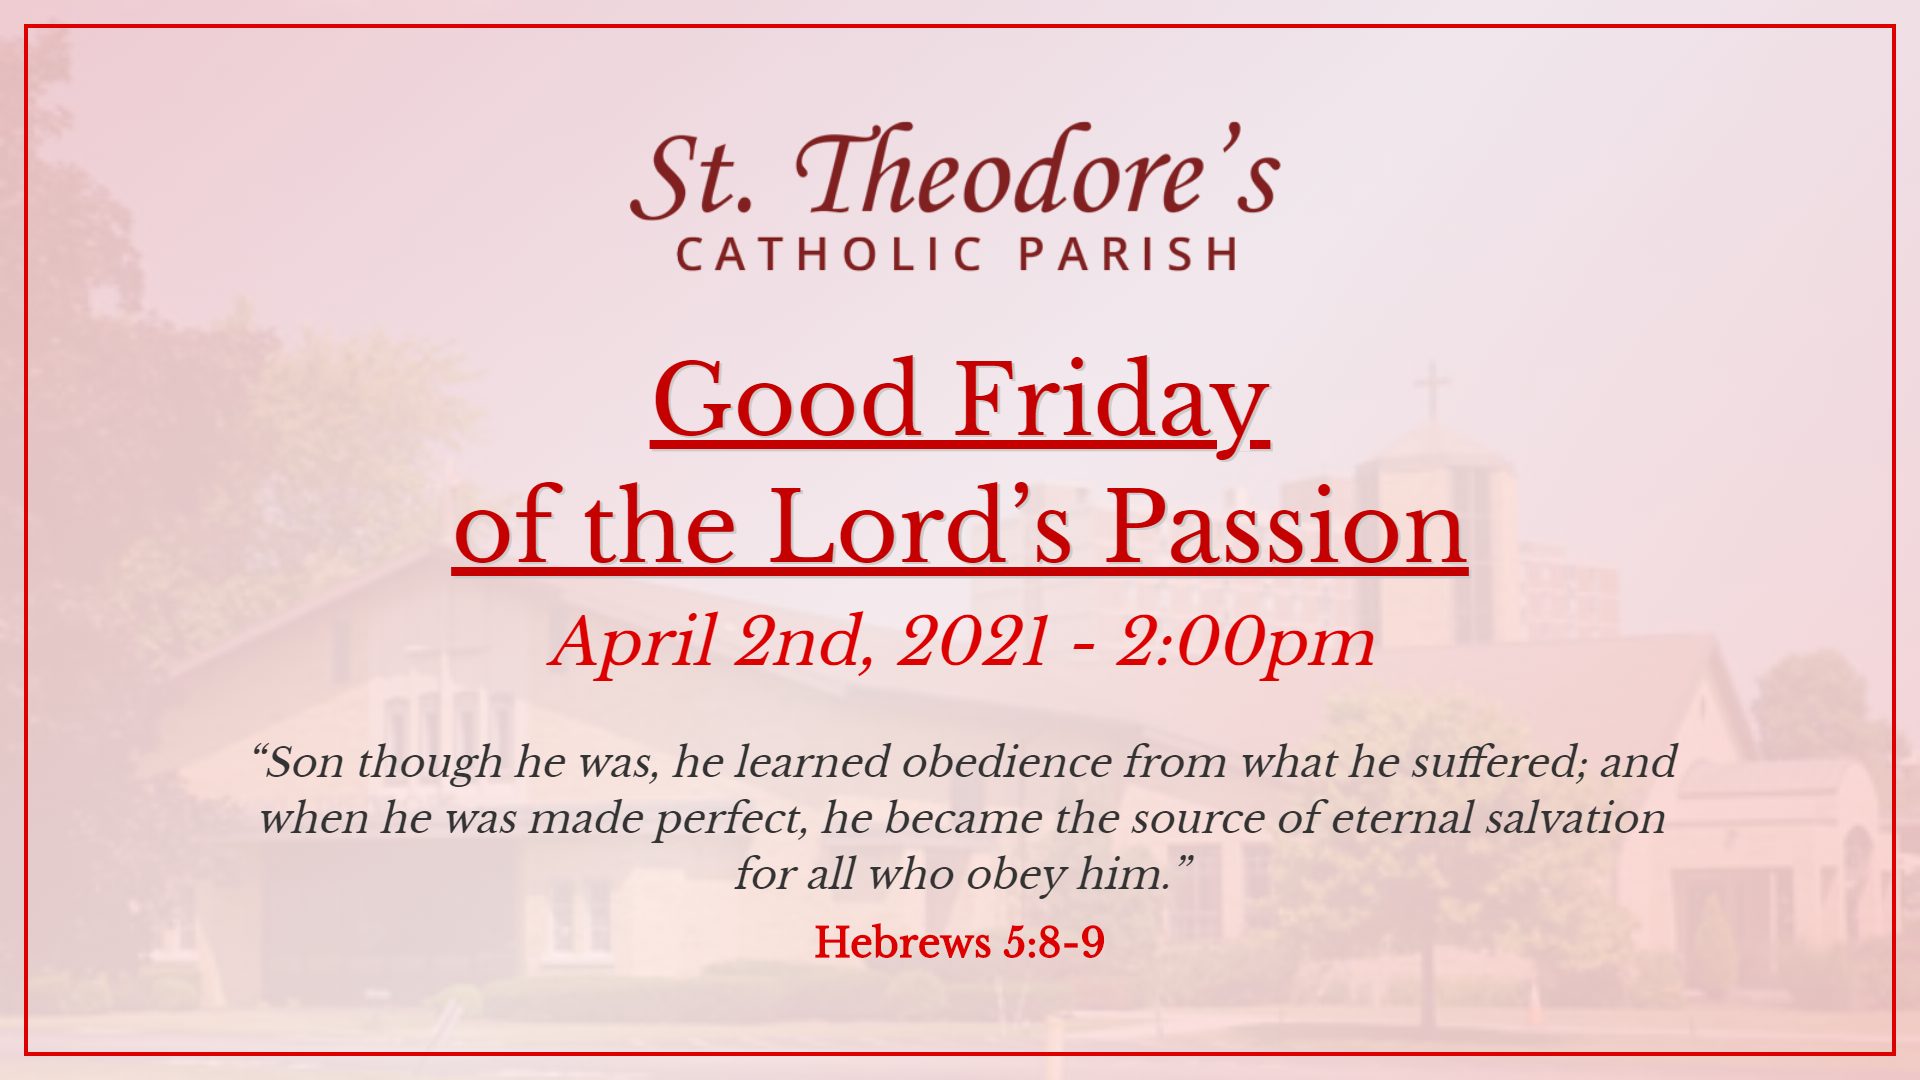 St. Theodore’s
CATHOLIC PARISH
Good Friday
of the Lord’s Passion
April 2nd, 2021 - 2:00pm
“Son though he was, he learned obedience from what he suffered; and
when he was made perfect, he became the source of eternal salvation
for all who obey him.”
Hebrews 5:8-9